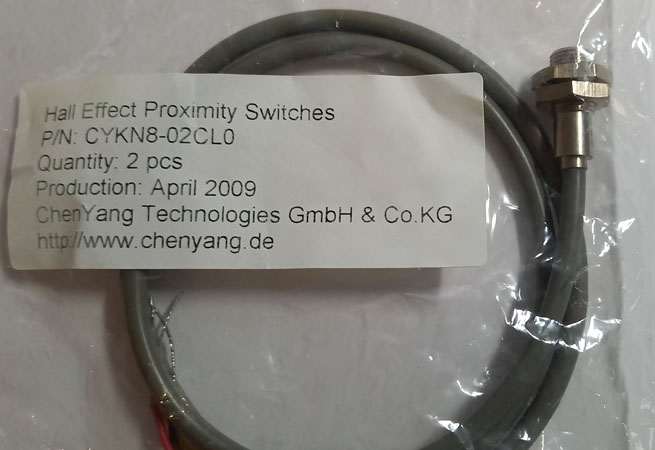 Hall Effect Proximity Switches
P/N: CYKN8-02CL0
Quantity: 2 pcs
Production: April 2009
ChenYang Technologies GmbH & Co.KG
http://www.chenyang.de